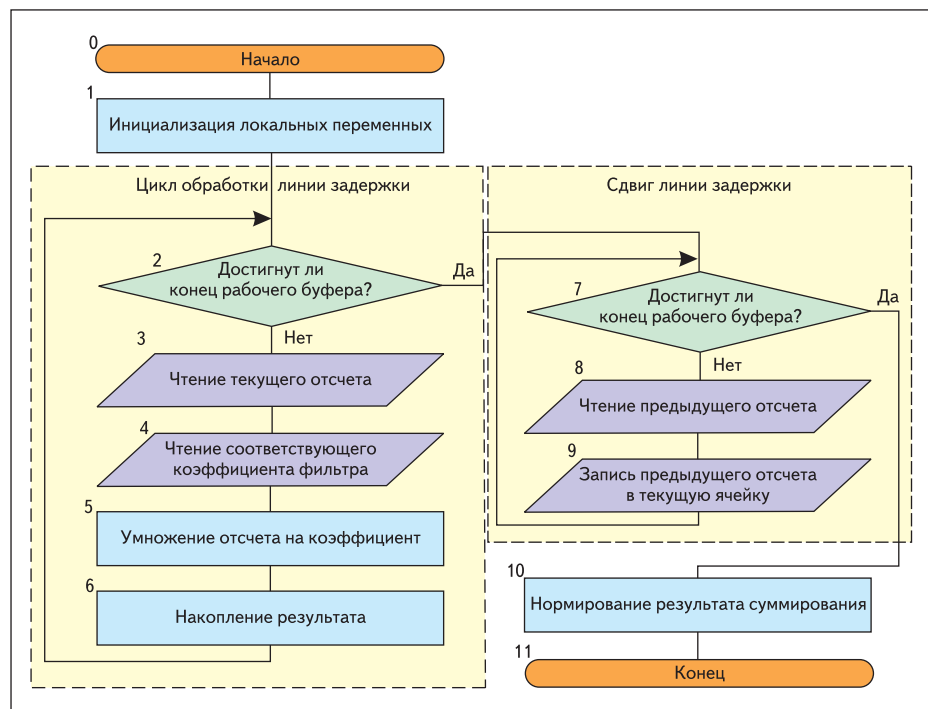 0
Начало
1
Инициализация локальных переменных
Цикл обработки линии задержки
2
Достигнут ли
конец рабочего буфера?
Да
Нет
3
Чтение текущего отсчета
4
Чтение соответствующего
коэффициента фильтра
5
Умножение отсчета на коэффициент
6
Накопление результата
Сдвиг линии задержки
7
Достигнут ли
конец рабочего буфера?
Да
Нет
8
Чтение предыдущего отсчета
9
Запись предыдущего отсчета
в текущую ячейку
10
Нормирование результата суммирования
11
Конец